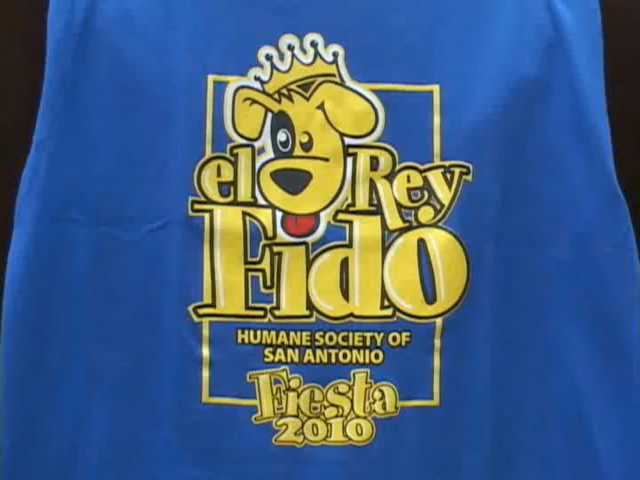 el Rey
Fido
HUMANE SOCIETY OF
SAN ANTONIO
Fiesta
2010